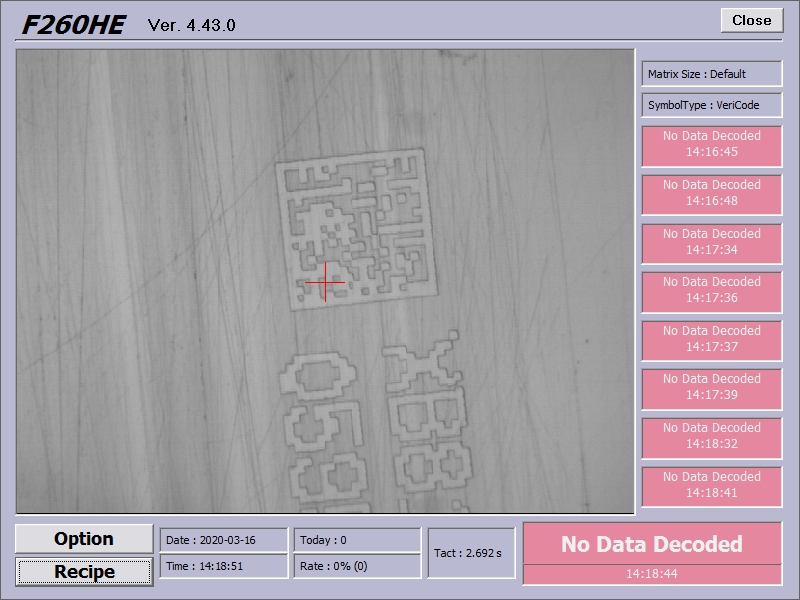 F260HE Ver. 4.43.0
Close
Matrix Size : Default
SymbolType : VeriCode
No Data Decoded
14:16:45
No Data Decoded
14:16:48
No Data Decoded
14:17:34
No Data Decoded
14:17:36
No Data Decoded
14:17:37
No Data Decoded
14:17:39
No Data Decoded
14:18:32
No Data Decoded
14:18:41
XB8
059
Option
Recipe
Date : 2020-03-16
Time : 14:18:51
Today : 0
Rate : 0% (0)
Tact : 2.692 s
No Data Decoded
14:18:44